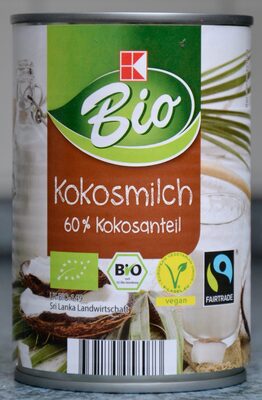 K
Bio
Kokosmilch
60% Kokosanteil
BIO
vegan
FAIRTRADE
Sri Lanka Landwirtschaft